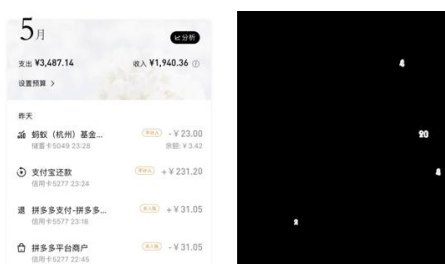 5月
分析
支出 ¥3,487.14
收入 ¥1,940.36
设置预算 >
昨天
蚂蚁（杭州）基金... -¥23.00
储蓄卡5049 23:28 余额: ¥3.42
支付宝还款 +¥231.20
信用卡5277 23:24
退 拼多多支付-拼多多... +¥31.05
信用卡5577 23:18
拼多多平台商户 -¥31.05
信用卡5277 22:45
4
20
4